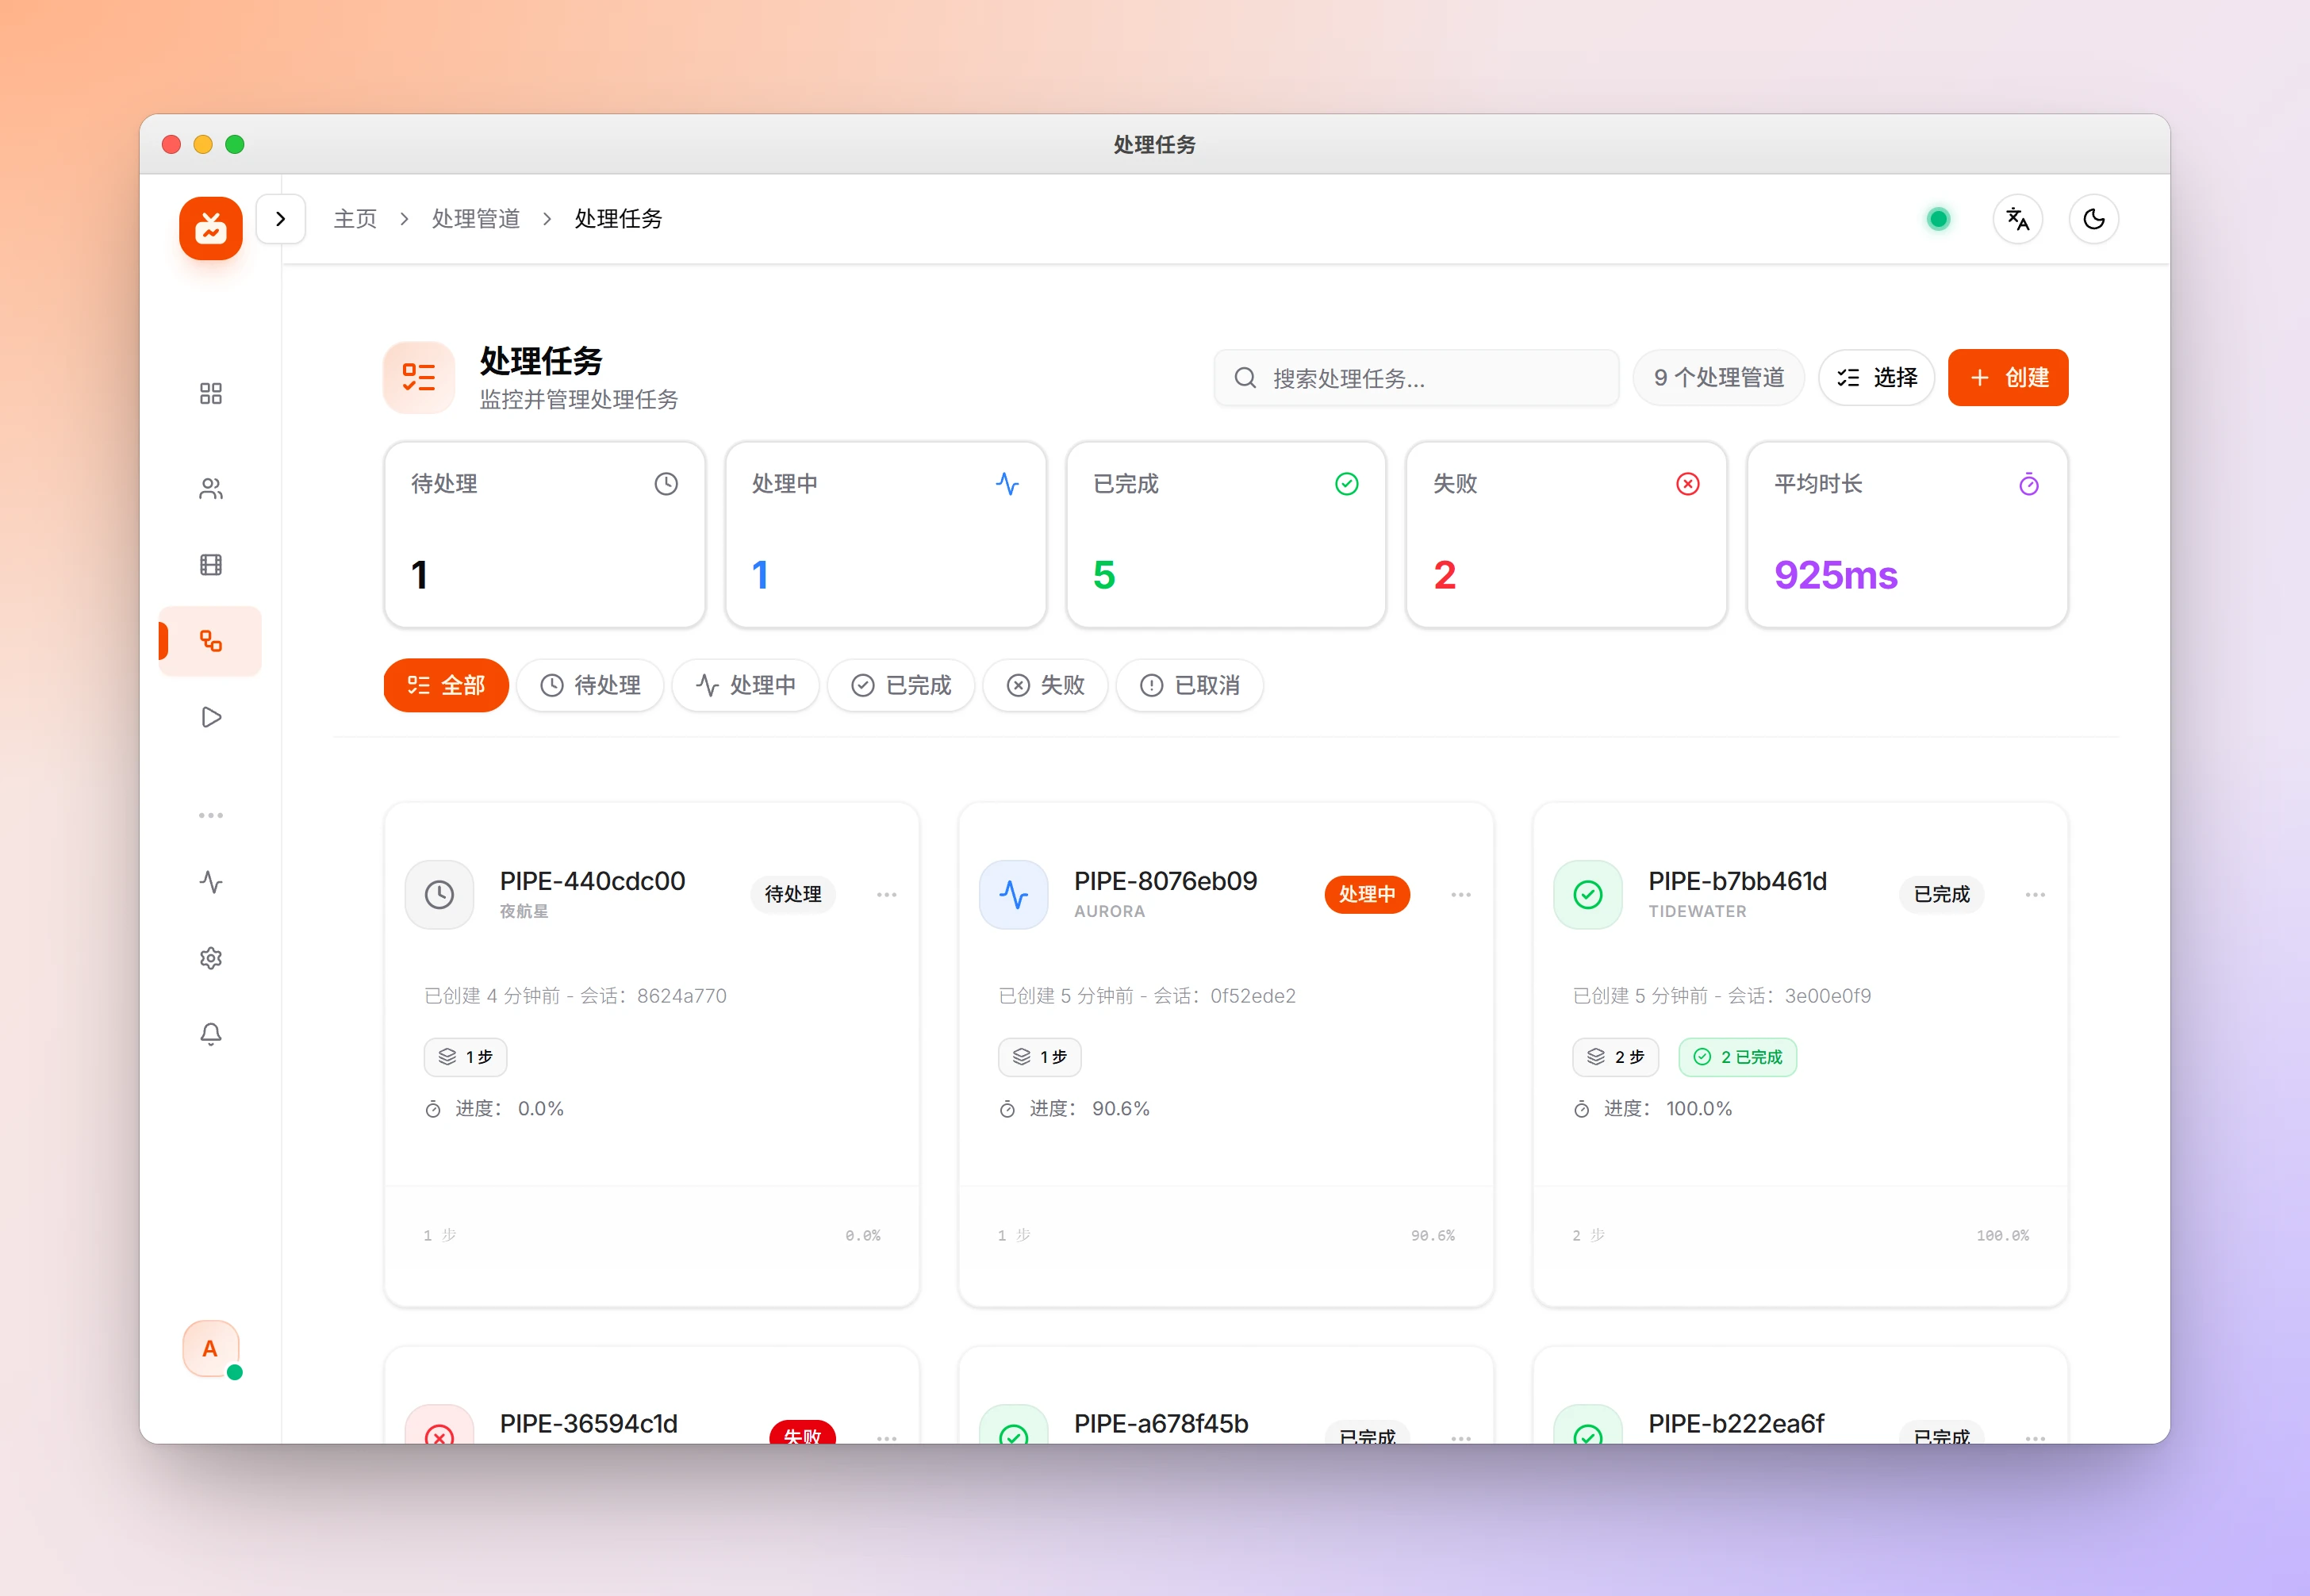 处理任务
主页 > 处理管道 > 处理任务
处理任务
监控并管理处理任务
搜索处理任务...
9 个处理管道
选择
+ 创建
待处理
处理中
已完成
失败
平均时长
1
1
5
2
925ms
全部
待处理
处理中
已完成
失败
已取消
PIPE-440cdc00
夜航星
待处理
已创建 4 分钟前 - 会话：8624a770
1 步
进度： 0.0%
1 步
0.0%
PIPE-8076eb09
AURORA
处理中
已创建 5 分钟前 - 会话：0f52ede2
1 步
进度： 90.6%
1 步
90.6%
PIPE-b7bb461d
TIDEWATER
已完成
已创建 5 分钟前 - 会话：3e00e0f9
2 步
2 已完成
进度： 100.0%
2 步
100.0%
PIPE-36594c1d
失败
PIPE-a678f45b
已完成
PIPE-b222ea6f
已完成
A